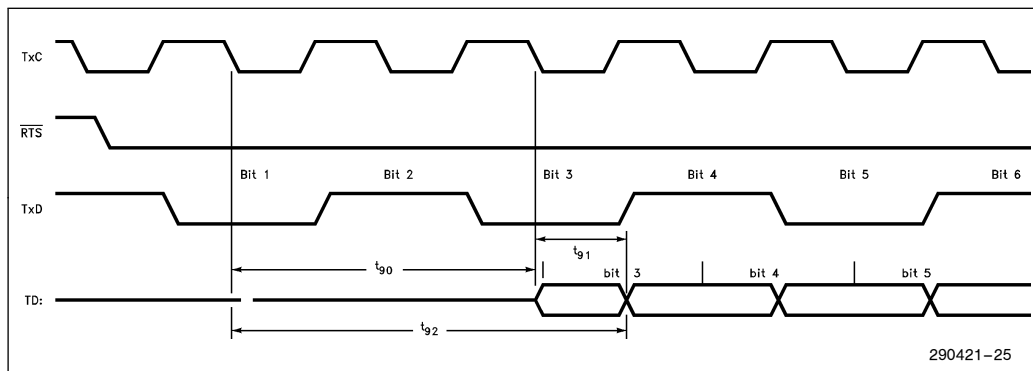 TxC
RTS
Bit 1 Bit 2 Bit 3 Bit 4 Bit 5 Bit 6
TxD
t91
t90
bit 3 bit 4 bit 5
TD:
t92
290421–25